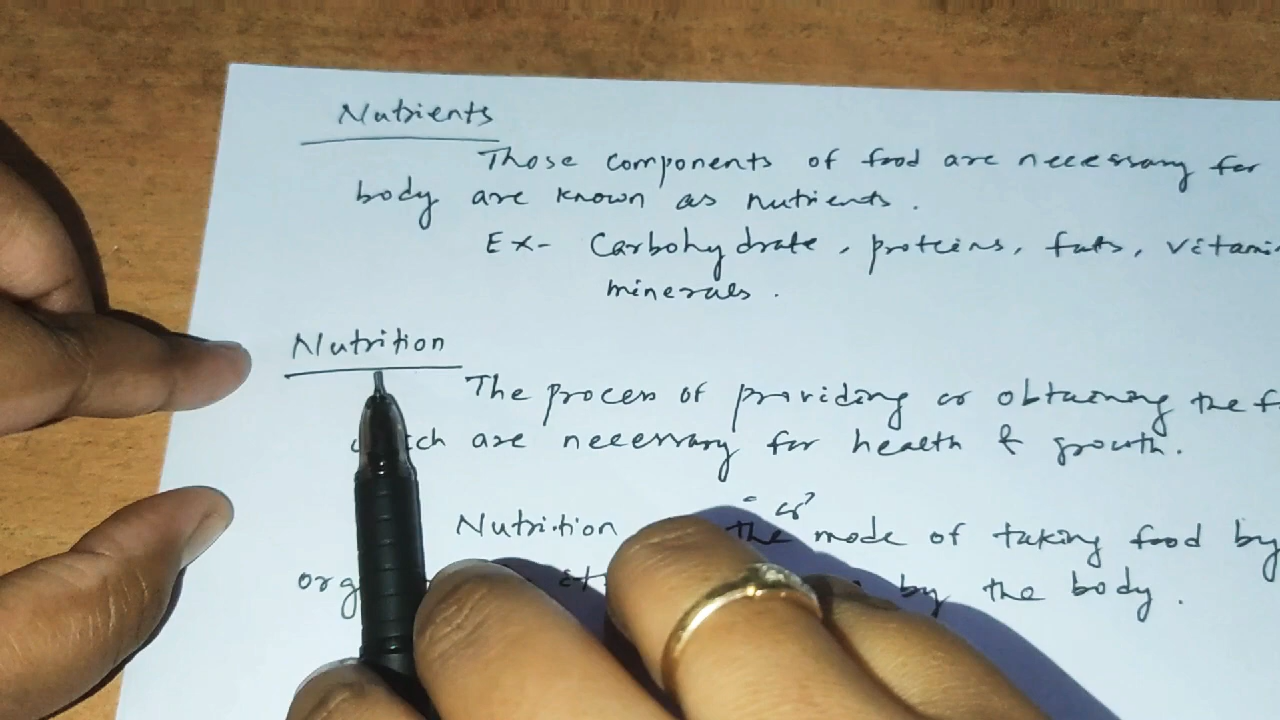 Nutrients
Those components of food are necessary for
body are known as nutrients.
Ex- Carbohydrate, proteins, fats,
minerals.
Nutrition
The process of providing or obtaining the
are necessary for health & growth.
or
Nutrition the mode of taking food by
by the body.